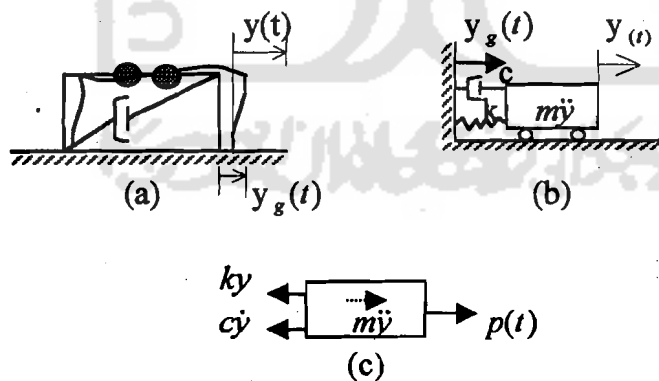 y(t)
y_g(t)
(a)
y_g(t)
y_(t)
c
k
mÿ
(b)
ky
cẏ
mÿ
p(t)
(c)